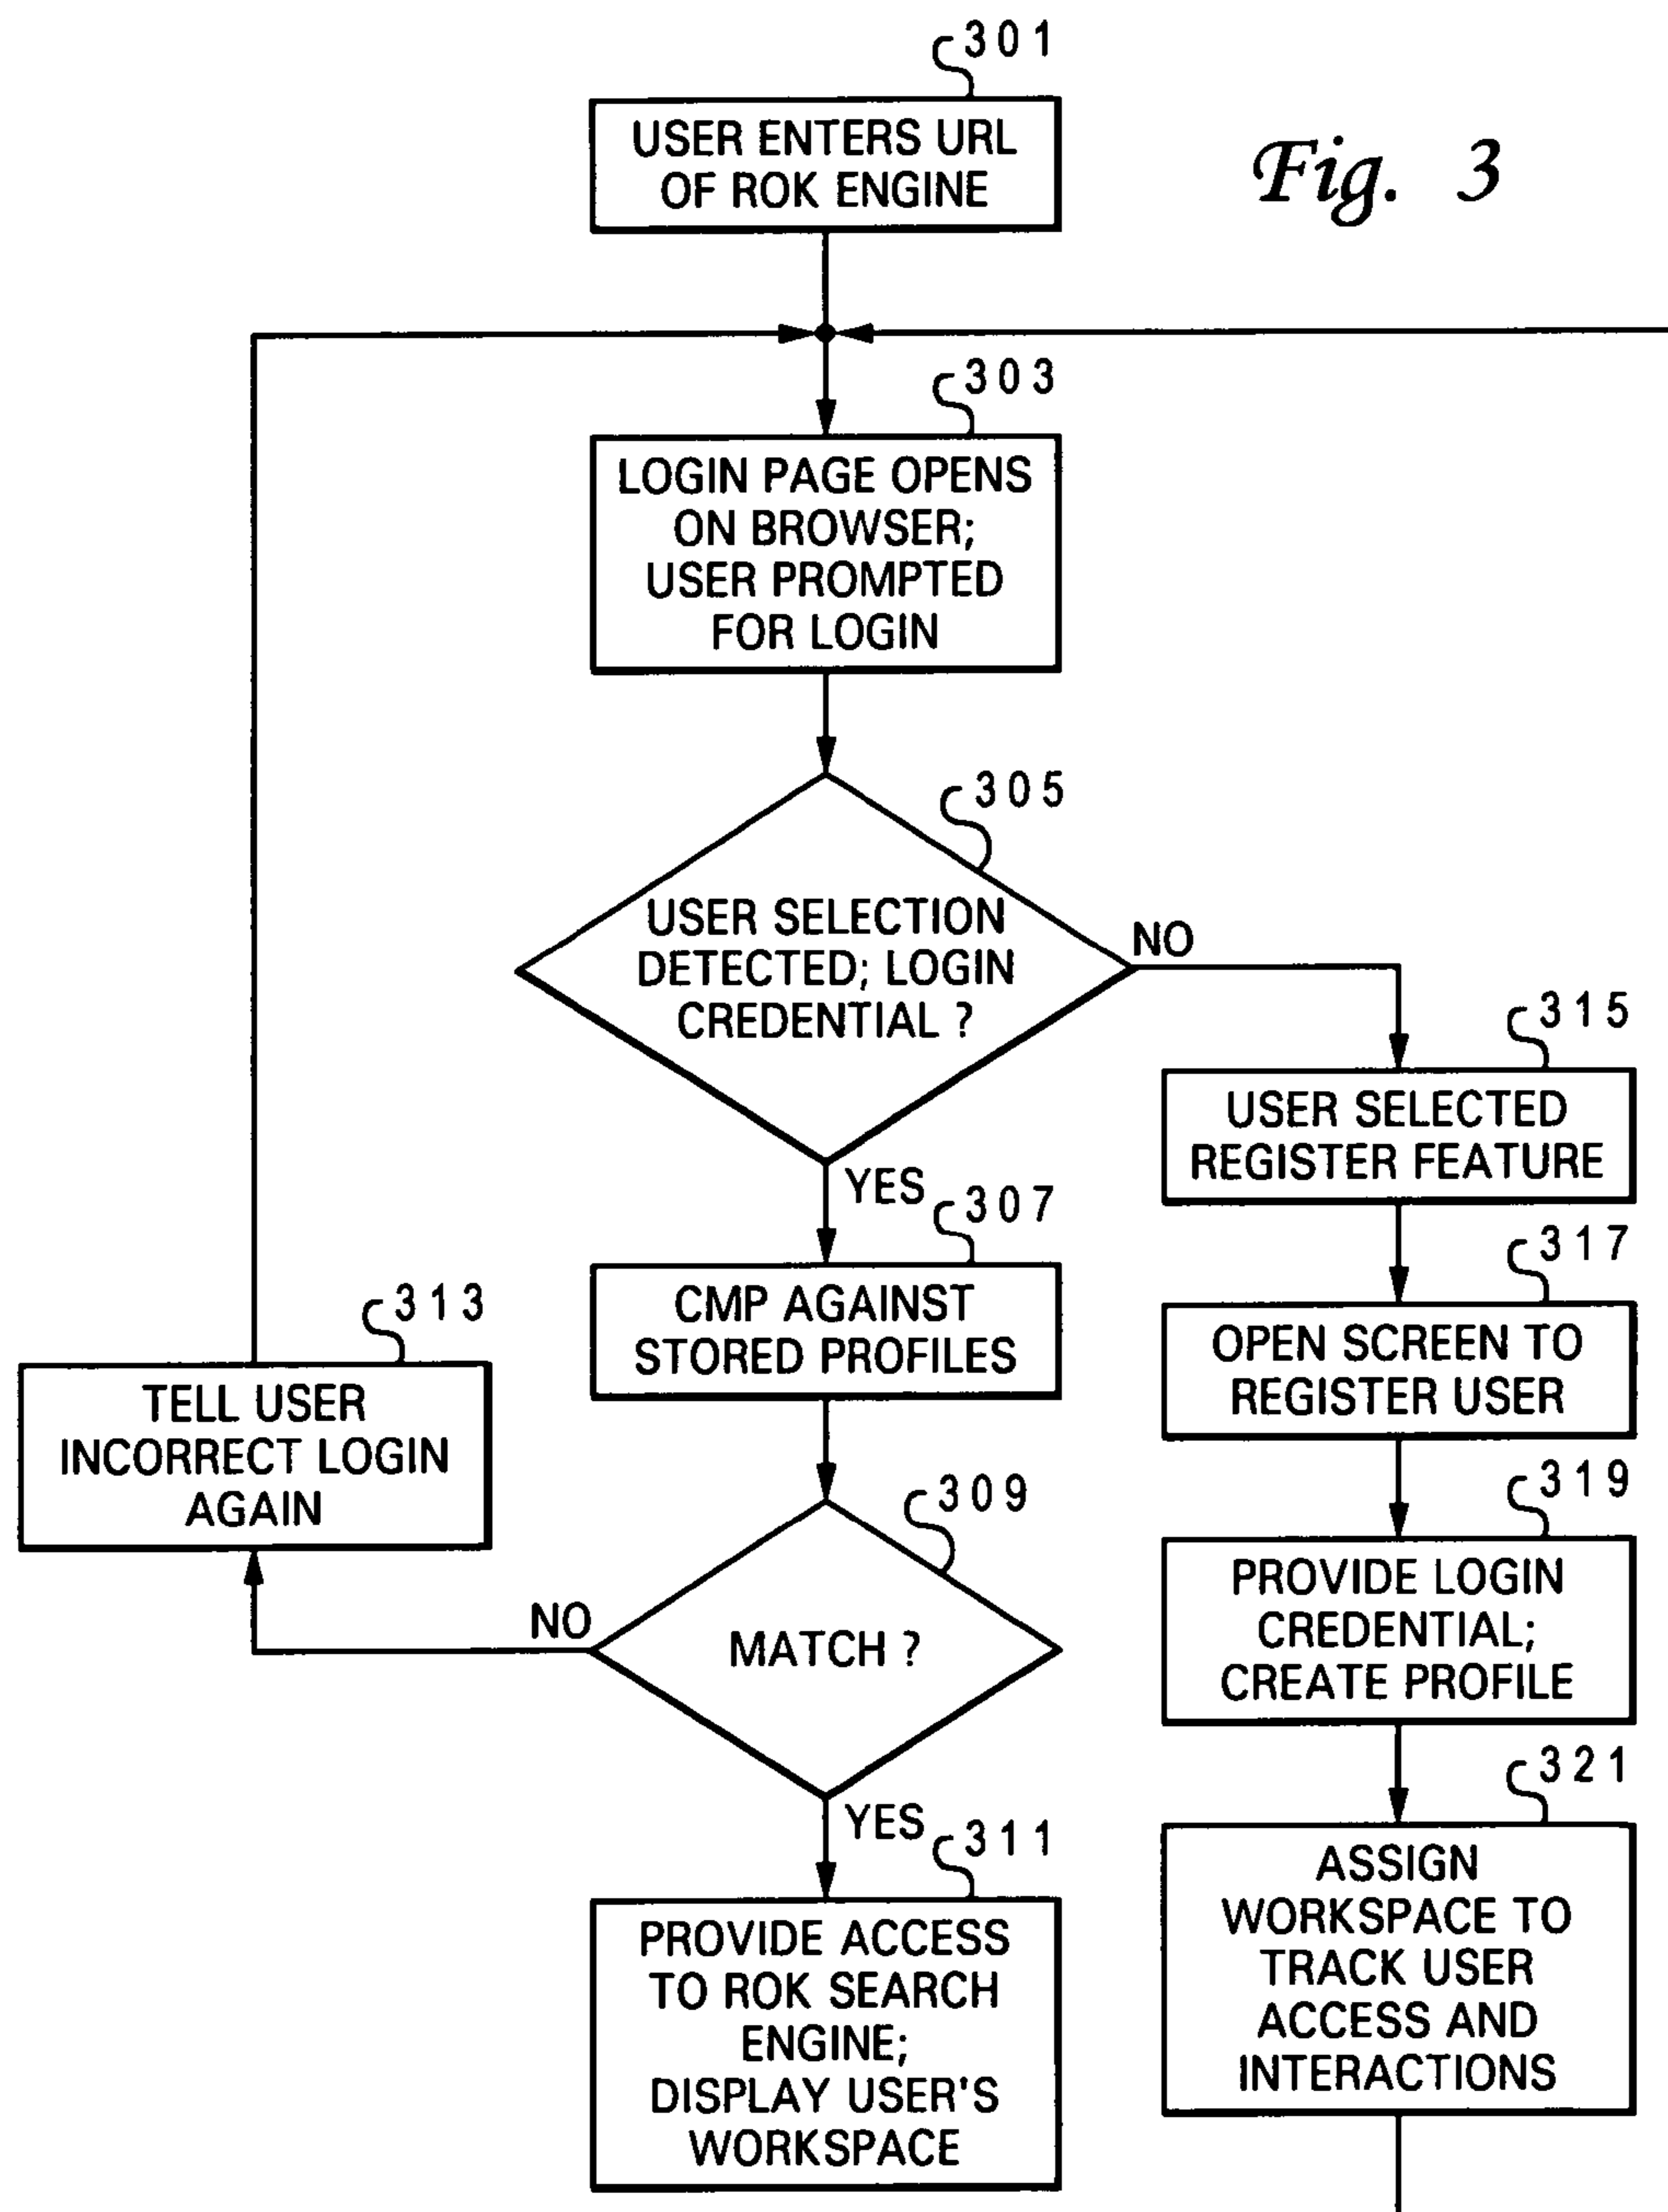 301
USER ENTERS URL
OF ROK ENGINE
Fig. 3
303
LOGIN PAGE OPENS
ON BROWSER;
USER PROMPTED
FOR LOGIN
305
USER SELECTION
DETECTED; LOGIN
CREDENTIAL ?
NO
YES
307
CMP AGAINST
STORED PROFILES
309
MATCH ?
NO
313
TELL USER
INCORRECT LOGIN
AGAIN
YES
311
PROVIDE ACCESS
TO ROK SEARCH
ENGINE;
DISPLAY USER'S
WORKSPACE
315
USER SELECTED
REGISTER FEATURE
317
OPEN SCREEN TO
REGISTER USER
319
PROVIDE LOGIN
CREDENTIAL;
CREATE PROFILE
321
ASSIGN
WORKSPACE TO
TRACK USER
ACCESS AND
INTERACTIONS